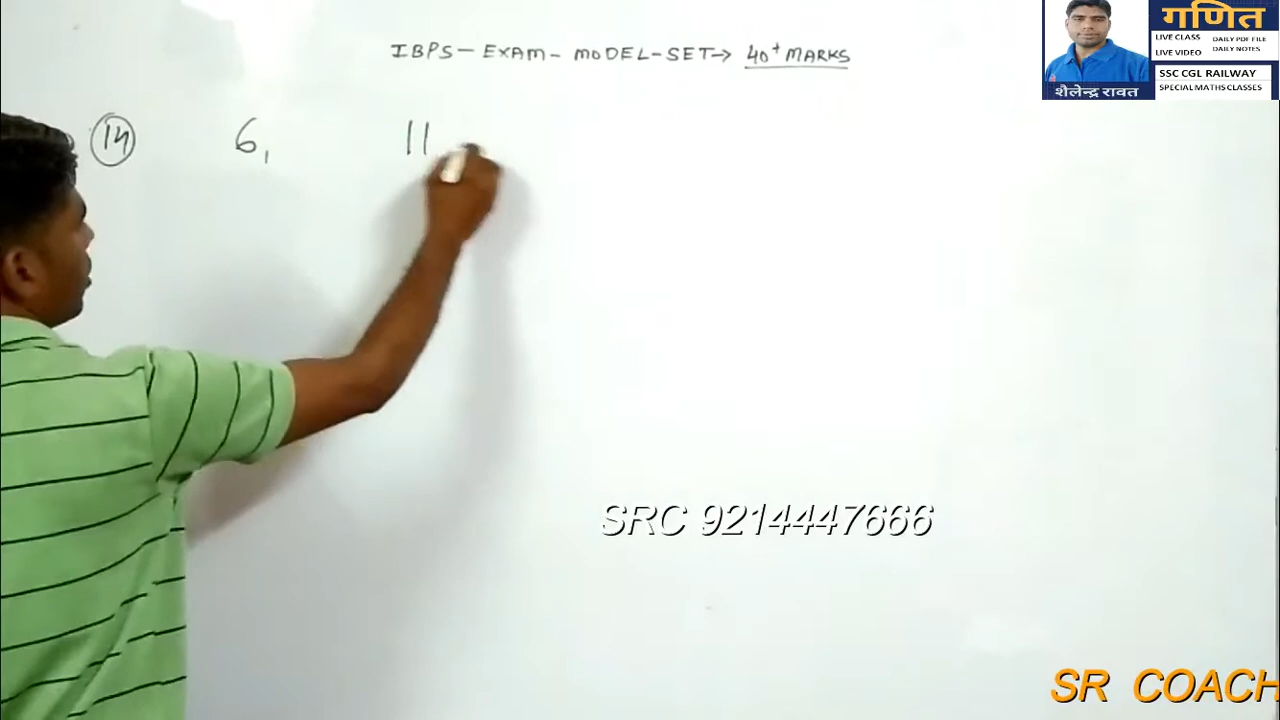 IBPS - EXAM - MODEL - SET → 40+ MARKS
14 6, 11
गणित
LIVE CLASS
LIVE VIDEO
DAILY PDF FILE
DAILY NOTES
SSC CGL RAILWAY
SPECIAL MATHS CLASSES
शैलेन्द्र रावत
SRC 9214447666
SR COACH